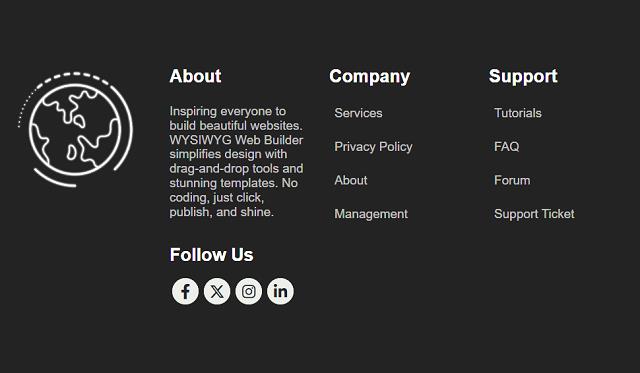 About
Inspiring everyone to
build beautiful websites.
WYSIWYG Web Builder
simplifies design with
drag-and-drop tools and
stunning templates. No
coding, just click,
publish, and shine.
Follow Us
Company
Services
Privacy Policy
About
Management
Support
Tutorials
FAQ
Forum
Support Ticket